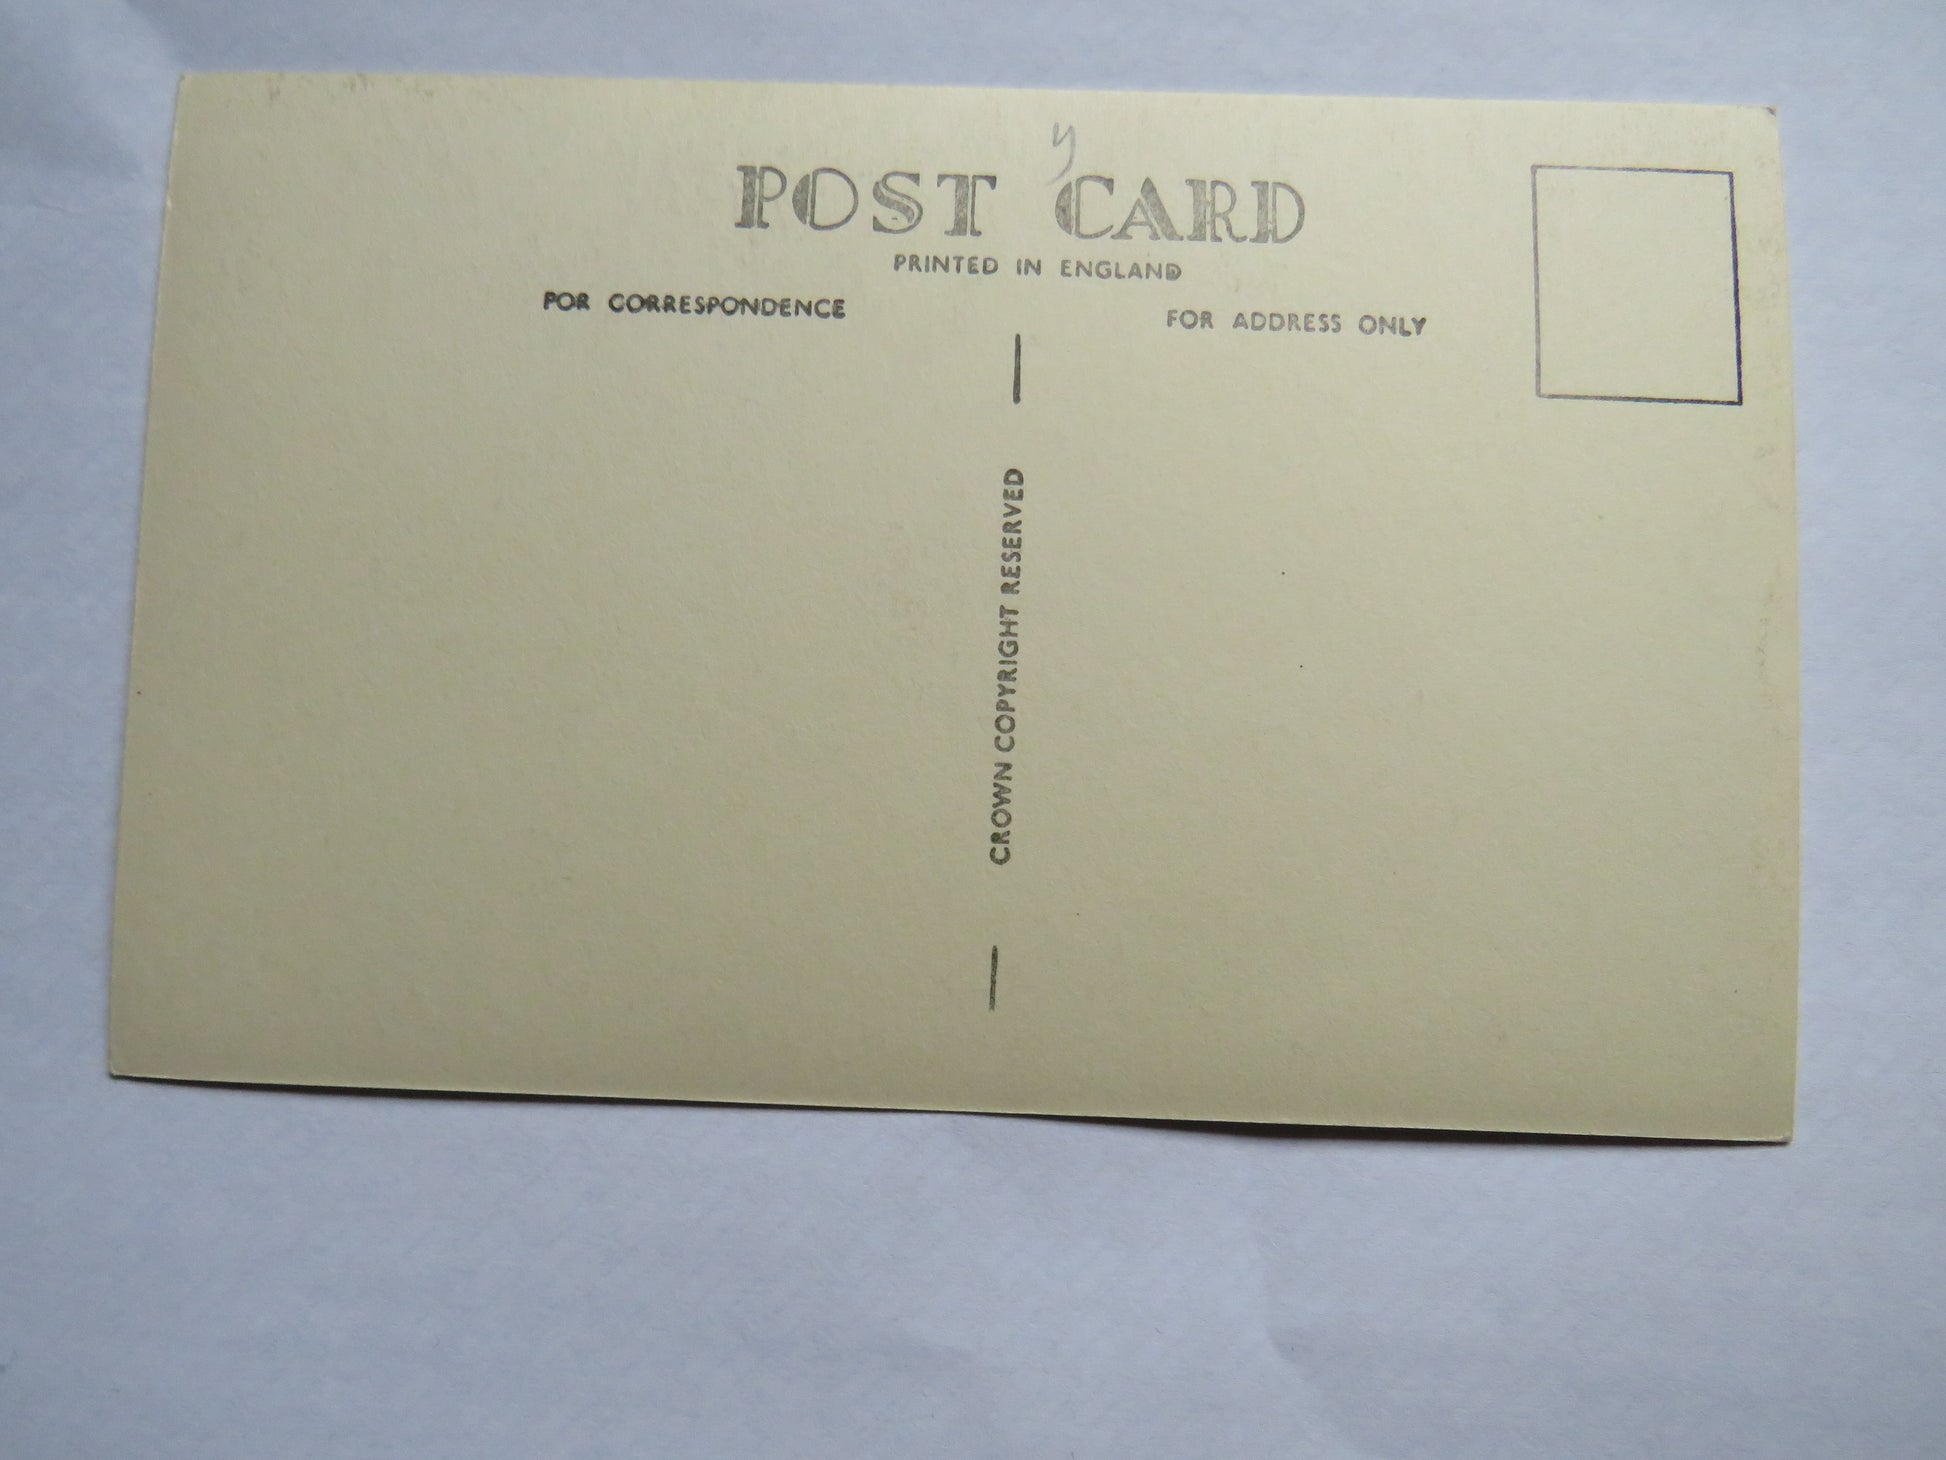 y
POST CARD
PRINTED IN ENGLAND
FOR CORRESPONDENCE
FOR ADDRESS ONLY
CROWN COPYRIGHT RESERVED